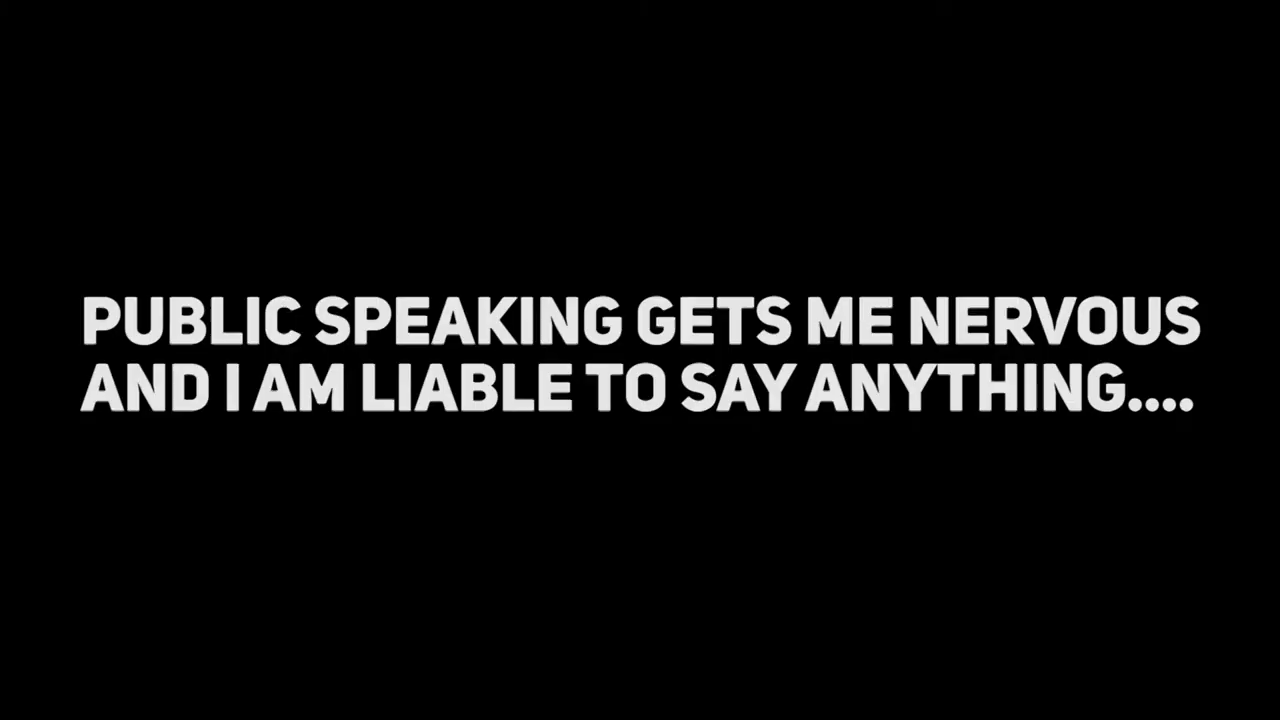 PUBLIC SPEAKING GETS ME NERVOUS
AND I AM LIABLE TO SAY ANYTHING....